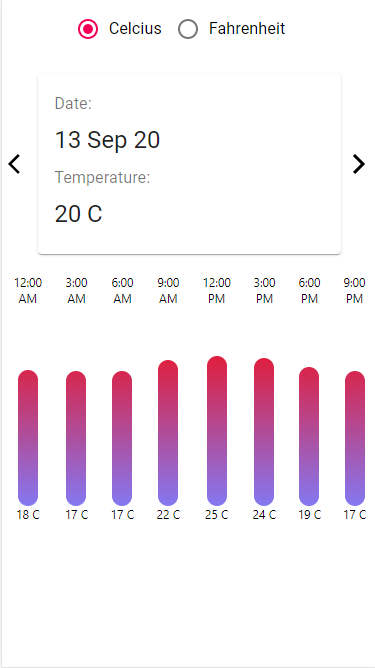 Celcius Fahrenheit
Date:
13 Sep 20
Temperature:
20 C
12:00 3:00 6:00 9:00 12:00 3:00 6:00 9:00
AM AM AM AM PM PM PM PM
18 C 17 C 17 C 22 C 25 C 24 C 19 C 17 C